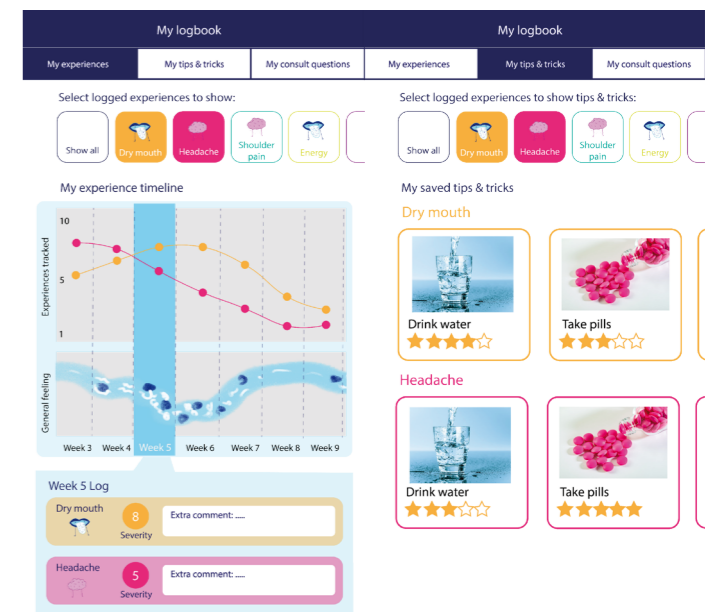 My logbook
My experiences
My tips & tricks
My consult questions
Select logged experiences to show:
Show all
Dry mouth
Headache
Shoulder
pain
Energy
My experience timeline
Experiences tracked
10
5
1
General feeling
Week 3
Week 4
Week 5
Week 6
Week 7
Week 8
Week 9
Week 5 Log
Dry mouth
8
Severity
Extra comment: .....
Headache
5
Severity
Extra comment: .....
My logbook
My experiences
My tips & tricks
My consult questions
Select logged experiences to show tips & tricks:
Show all
Dry mouth
Headache
Shoulder
pain
Energy
My saved tips & tricks
Dry mouth
Drink water
Take pills
Headache
Drink water
Take pills